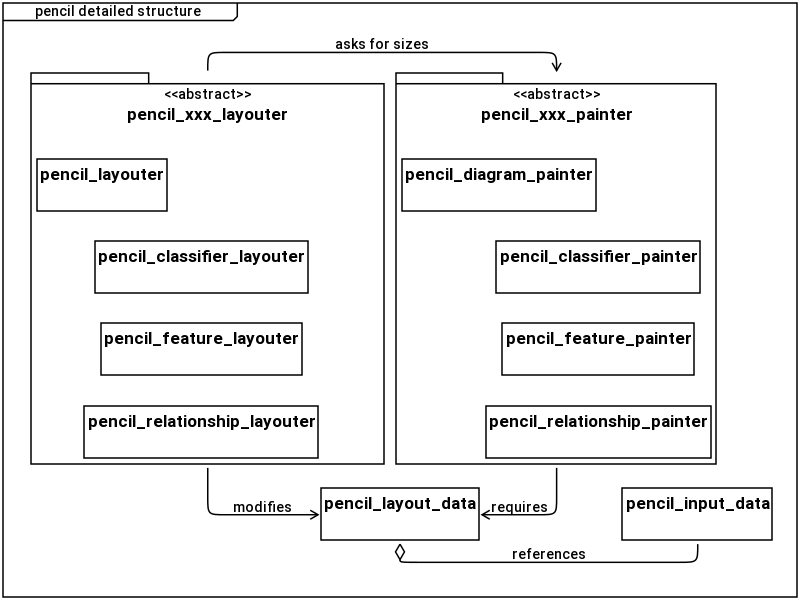 pencil detailed structure
asks for sizes
<<abstract>>
pencil_xxx_layouter
<<abstract>>
pencil_xxx_painter
pencil_layouter
pencil_diagram_painter
pencil_classifier_layouter
pencil_classifier_painter
pencil_feature_layouter
pencil_feature_painter
pencil_relationship_layouter
pencil_relationship_painter
modifies
pencil_layout_data
requires
pencil_input_data
references